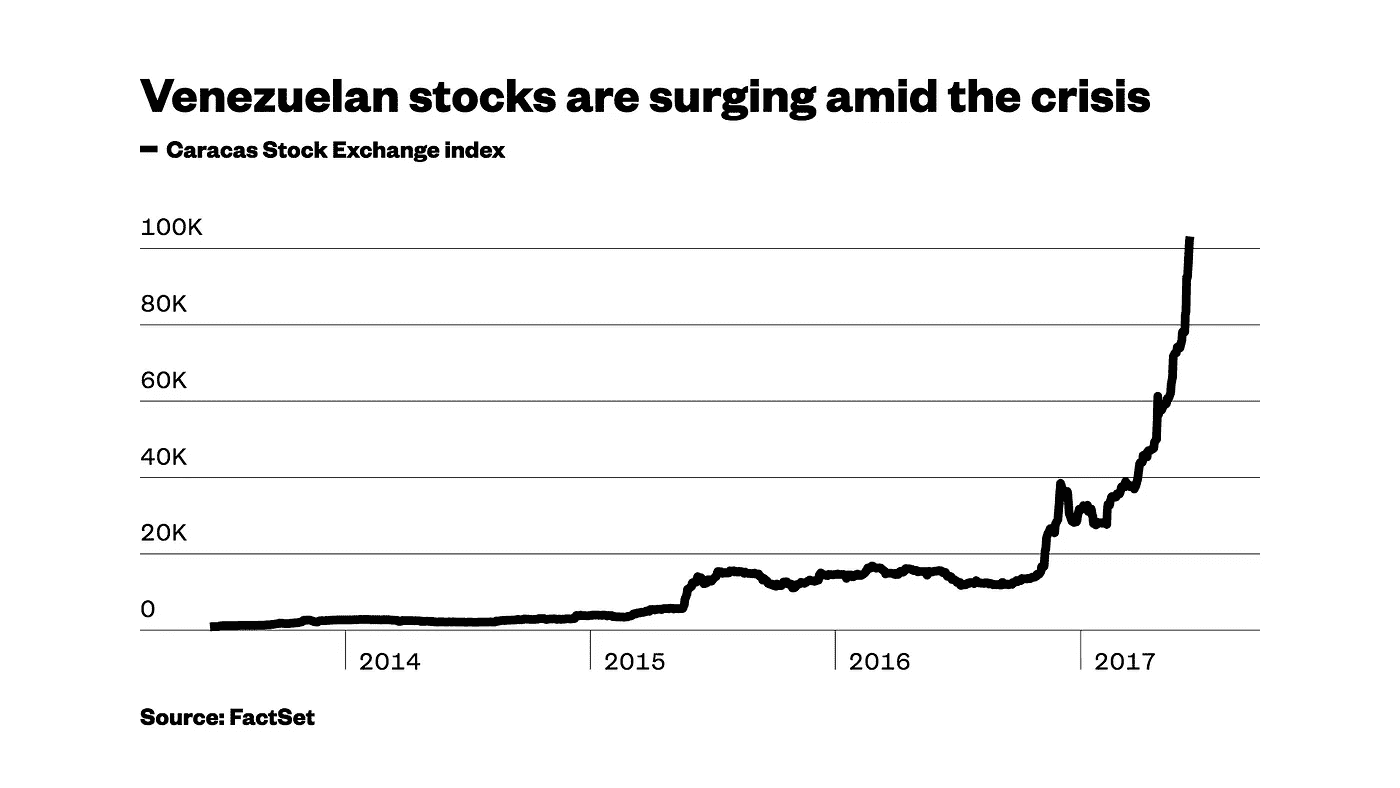 Venezuelan stocks are surging amid the crisis
Caracas Stock Exchange index
100K
80K
60K
40K
20K
0
2014 2015 2016 2017
Source: FactSet